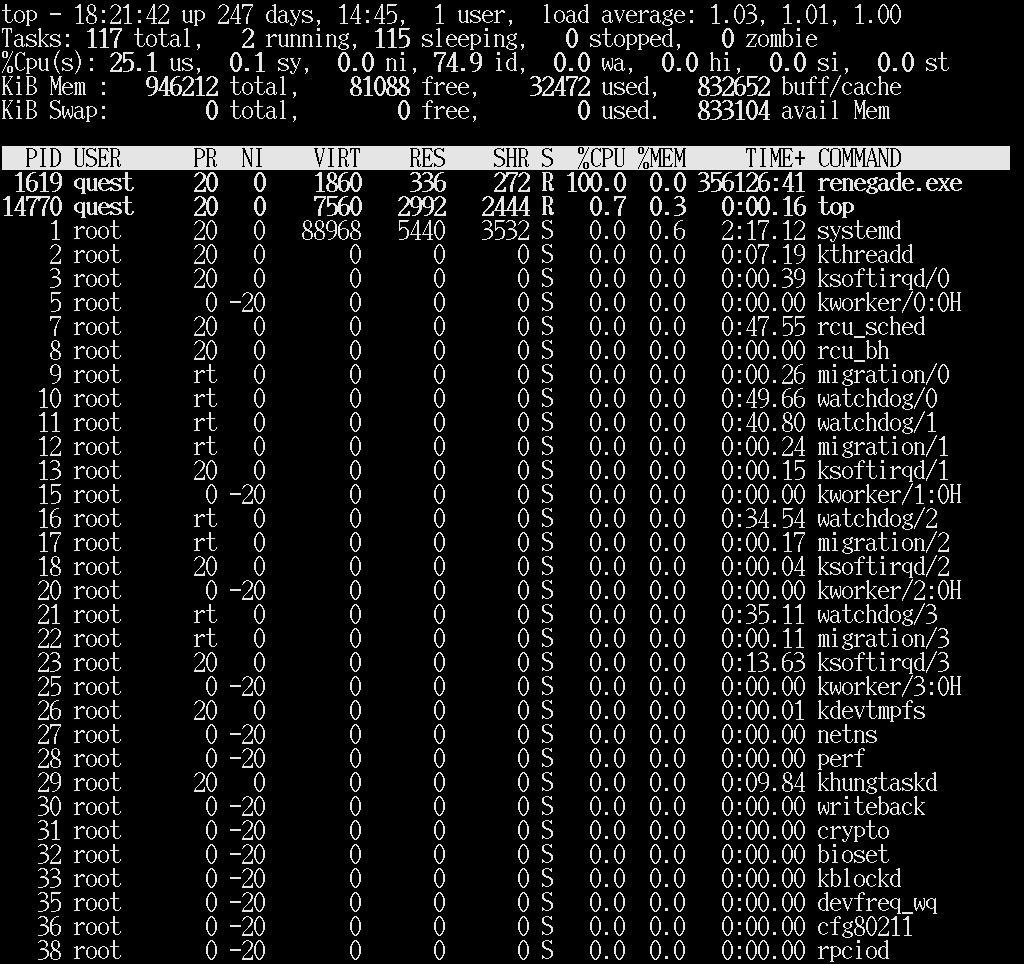 top - 18:21:42 up 247 days, 14:45,  1 user,  load average: 1.03, 1.01, 1.00
Tasks: 117 total,   2 running, 115 sleeping,   0 stopped,   0 zombie
%Cpu(s): 25.1 us,  0.1 sy,  0.0 ni, 74.9 id,  0.0 wa,  0.0 hi,  0.0 si,  0.0 st
KiB Mem :   946212 total,    81088 free,    32472 used,   832652 buff/cache
KiB Swap:        0 total,        0 free,        0 used.   833104 avail Mem
  PID USER      PR  NI    VIRT    RES    SHR S  %CPU %MEM     TIME+ COMMAND
 1619 quest     20   0    1860    336    272 R 100.0  0.0 356126:41 renegade.exe
14770 quest     20   0    7560   2992   2444 R   0.7  0.3   0:00.16 top
    1 root      20   0   88968   5440   3532 S   0.0  0.6   2:17.12 systemd
    2 root      20   0       0      0      0 S   0.0  0.0   0:07.19 kthreadd
    3 root      20   0       0      0      0 S   0.0  0.0   0:00.39 ksoftirqd/0
    5 root       0 -20       0      0      0 S   0.0  0.0   0:00.00 kworker/0:0H
    7 root      20   0       0      0      0 S   0.0  0.0   0:47.55 rcu_sched
    8 root      20   0       0      0      0 S   0.0  0.0   0:00.00 rcu_bh
    9 root      rt   0       0      0      0 S   0.0  0.0   0:00.26 migration/0
   10 root      rt   0       0      0      0 S   0.0  0.0   0:49.66 watchdog/0
   11 root      rt   0       0      0      0 S   0.0  0.0   0:40.80 watchdog/1
   12 root      rt   0       0      0      0 S   0.0  0.0   0:00.24 migration/1
   13 root      20   0       0      0      0 S   0.0  0.0   0:00.15 ksoftirqd/1
   15 root       0 -20       0      0      0 S   0.0  0.0   0:00.00 kworker/1:0H
   16 root      rt   0       0      0      0 S   0.0  0.0   0:34.54 watchdog/2
   17 root      rt   0       0      0      0 S   0.0  0.0   0:00.17 migration/2
   18 root      20   0       0      0      0 S   0.0  0.0   0:00.04 ksoftirqd/2
   20 root       0 -20       0      0      0 S   0.0  0.0   0:00.00 kworker/2:0H
   21 root      rt   0       0      0      0 S   0.0  0.0   0:35.11 watchdog/3
   22 root      rt   0       0      0      0 S   0.0  0.0   0:00.11 migration/3
   23 root      20   0       0      0      0 S   0.0  0.0   0:13.63 ksoftirqd/3
   25 root       0 -20       0      0      0 S   0.0  0.0   0:00.00 kworker/3:0H
   26 root      20   0       0      0      0 S   0.0  0.0   0:00.01 kdevtmpfs
   27 root       0 -20       0      0      0 S   0.0  0.0   0:00.00 netns
   28 root       0 -20       0      0      0 S   0.0  0.0   0:00.00 perf
   29 root      20   0       0      0      0 S   0.0  0.0   0:09.84 khungtaskd
   30 root       0 -20       0      0      0 S   0.0  0.0   0:00.00 writeback
   31 root       0 -20       0      0      0 S   0.0  0.0   0:00.00 crypto
   32 root       0 -20       0      0      0 S   0.0  0.0   0:00.00 bioset
   33 root       0 -20       0      0      0 S   0.0  0.0   0:00.00 kblockd
   35 root       0 -20       0      0      0 S   0.0  0.0   0:00.00 devfreq_wq
   36 root       0 -20       0      0      0 S   0.0  0.0   0:00.00 cfg80211
   38 root       0 -20       0      0      0 S   0.0  0.0   0:00.00 rpciod